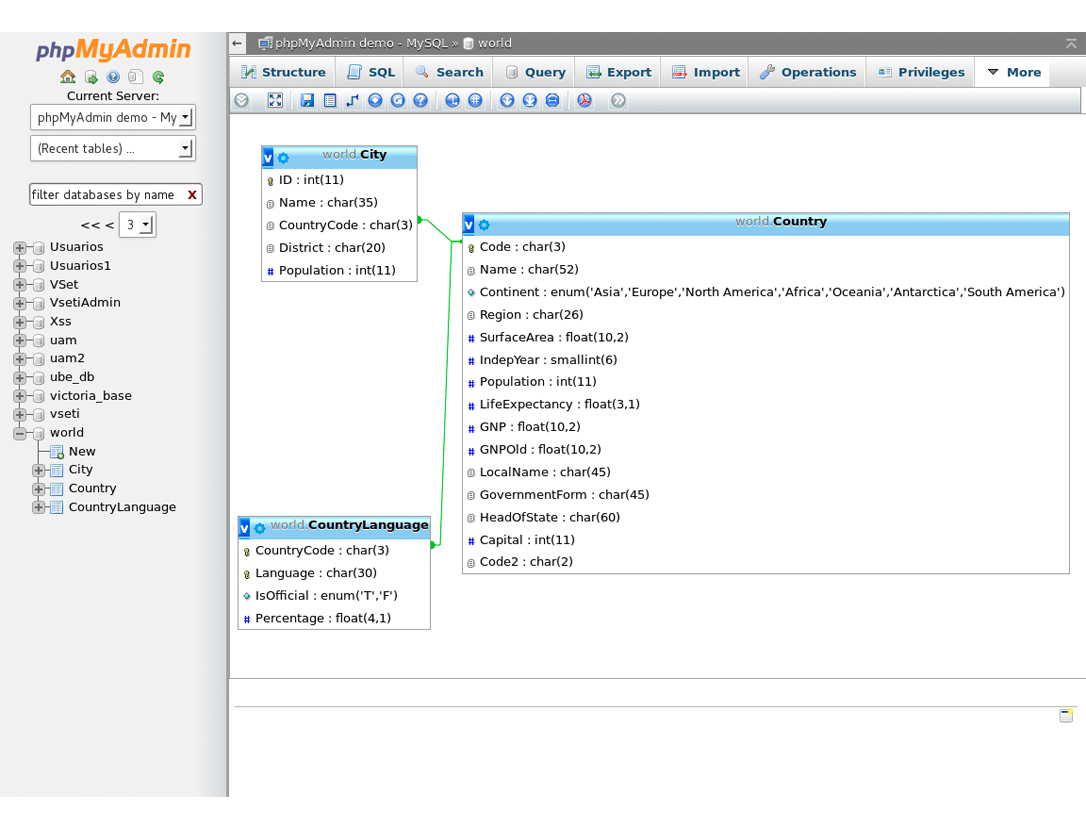 phpMyAdmin
Current Server:
phpMyAdmin demo - My
(Recent tables) ...
filter databases by name X
<< < 3
Usuarios
Usuarios1
VSet
VsetiAdmin
Xss
uam
uam2
ube_db
victoria_base
vseti
world
New
City
Country
CountryLanguage
phpMyAdmin demo - MySQL » world
Structure SQL Search Query Export Import Operations Privileges More
v world.City
ID : int(11)
Name : char(35)
CountryCode : char(3)
District : char(20)
# Population : int(11)
v world.Country
Code : char(3)
Name : char(52)
Continent : enum('Asia','Europe','North America','Africa','Oceania','Antarctica','South America')
Region : char(26)
# SurfaceArea : float(10,2)
# IndepYear : smallint(6)
# Population : int(11)
# LifeExpectancy : float(3,1)
# GNP : float(10,2)
# GNPOld : float(10,2)
LocalName : char(45)
GovernmentForm : char(45)
HeadOfState : char(60)
# Capital : int(11)
Code2 : char(2)
v world.CountryLanguage
CountryCode : char(3)
Language : char(30)
IsOfficial : enum('T','F')
# Percentage : float(4,1)